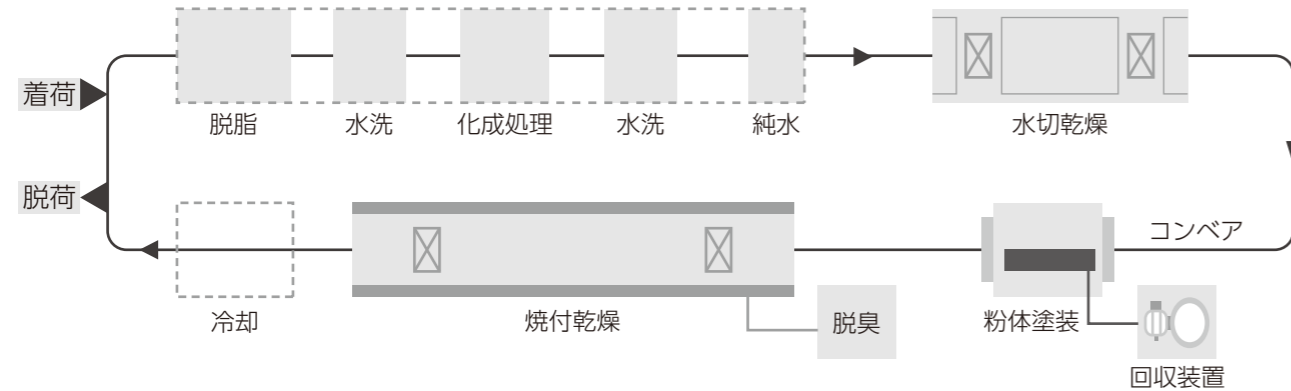 着荷
脱脂
水洗
化成処理
水洗
純水
水切乾燥
脱荷
コンベア
冷却
焼付乾燥
脱臭
粉体塗装
回収装置